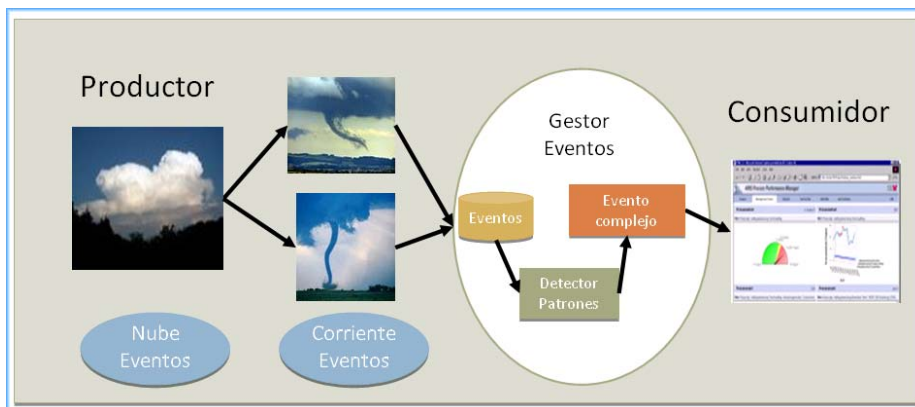 Productor
Nube
Eventos
Corriente
Eventos
Gestor
Eventos
Eventos
Detector
Patrones
Evento
complejo
Consumidor